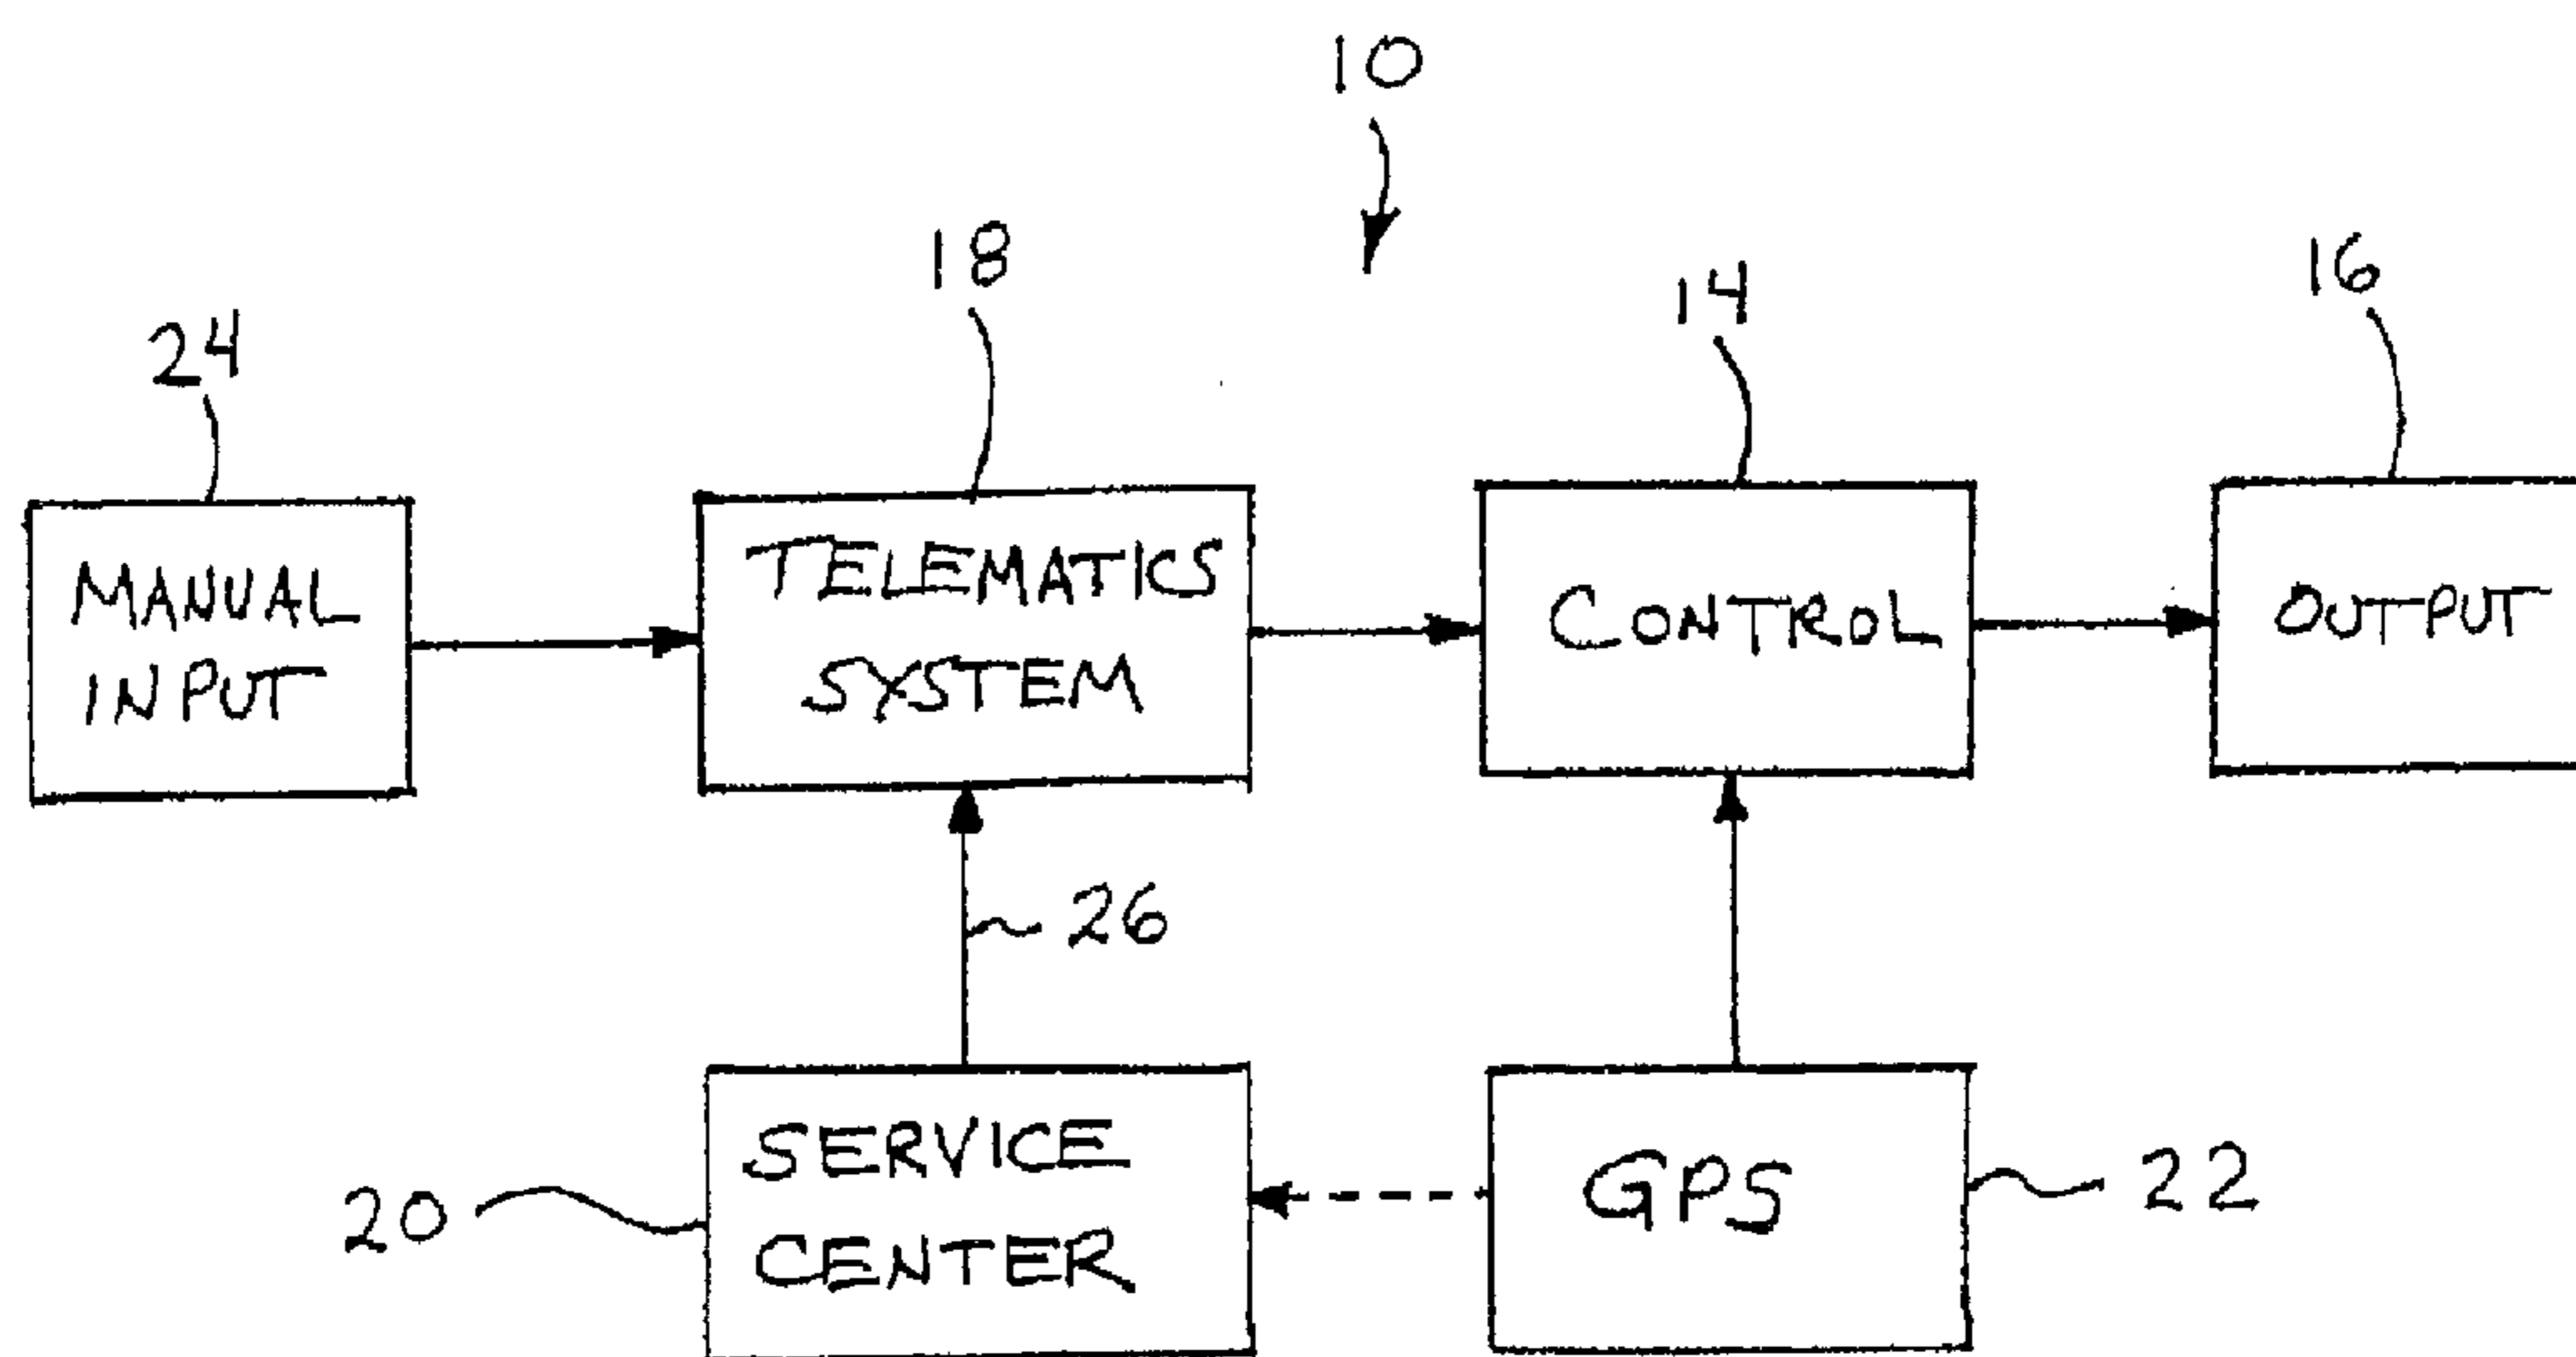 10
18
14
16
24
MANUAL
INPUT
TELEMATICS
SYSTEM
CONTROL
OUTPUT
26
SERVICE
CENTER
20
GPS
22